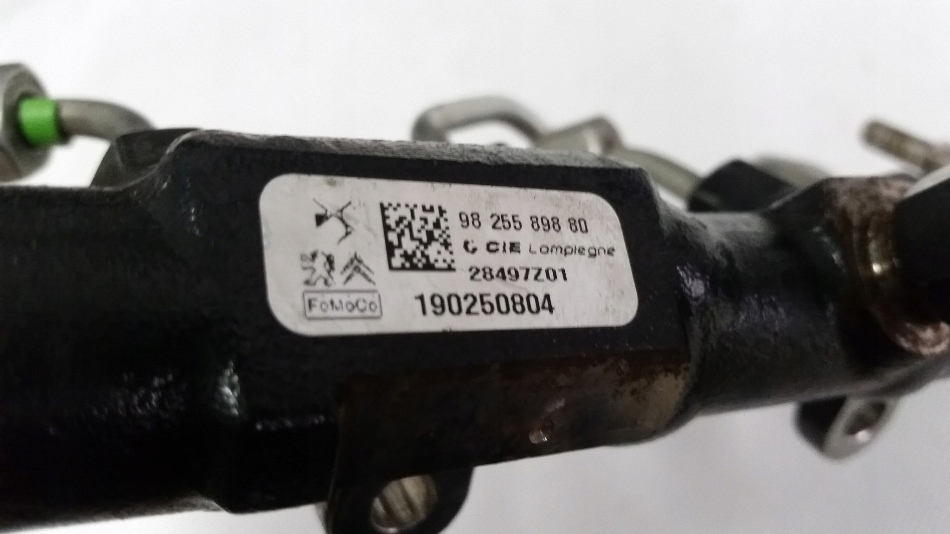 98 255 898 80
CIE Compiegne
28497Z01
FoMoCo
190250804